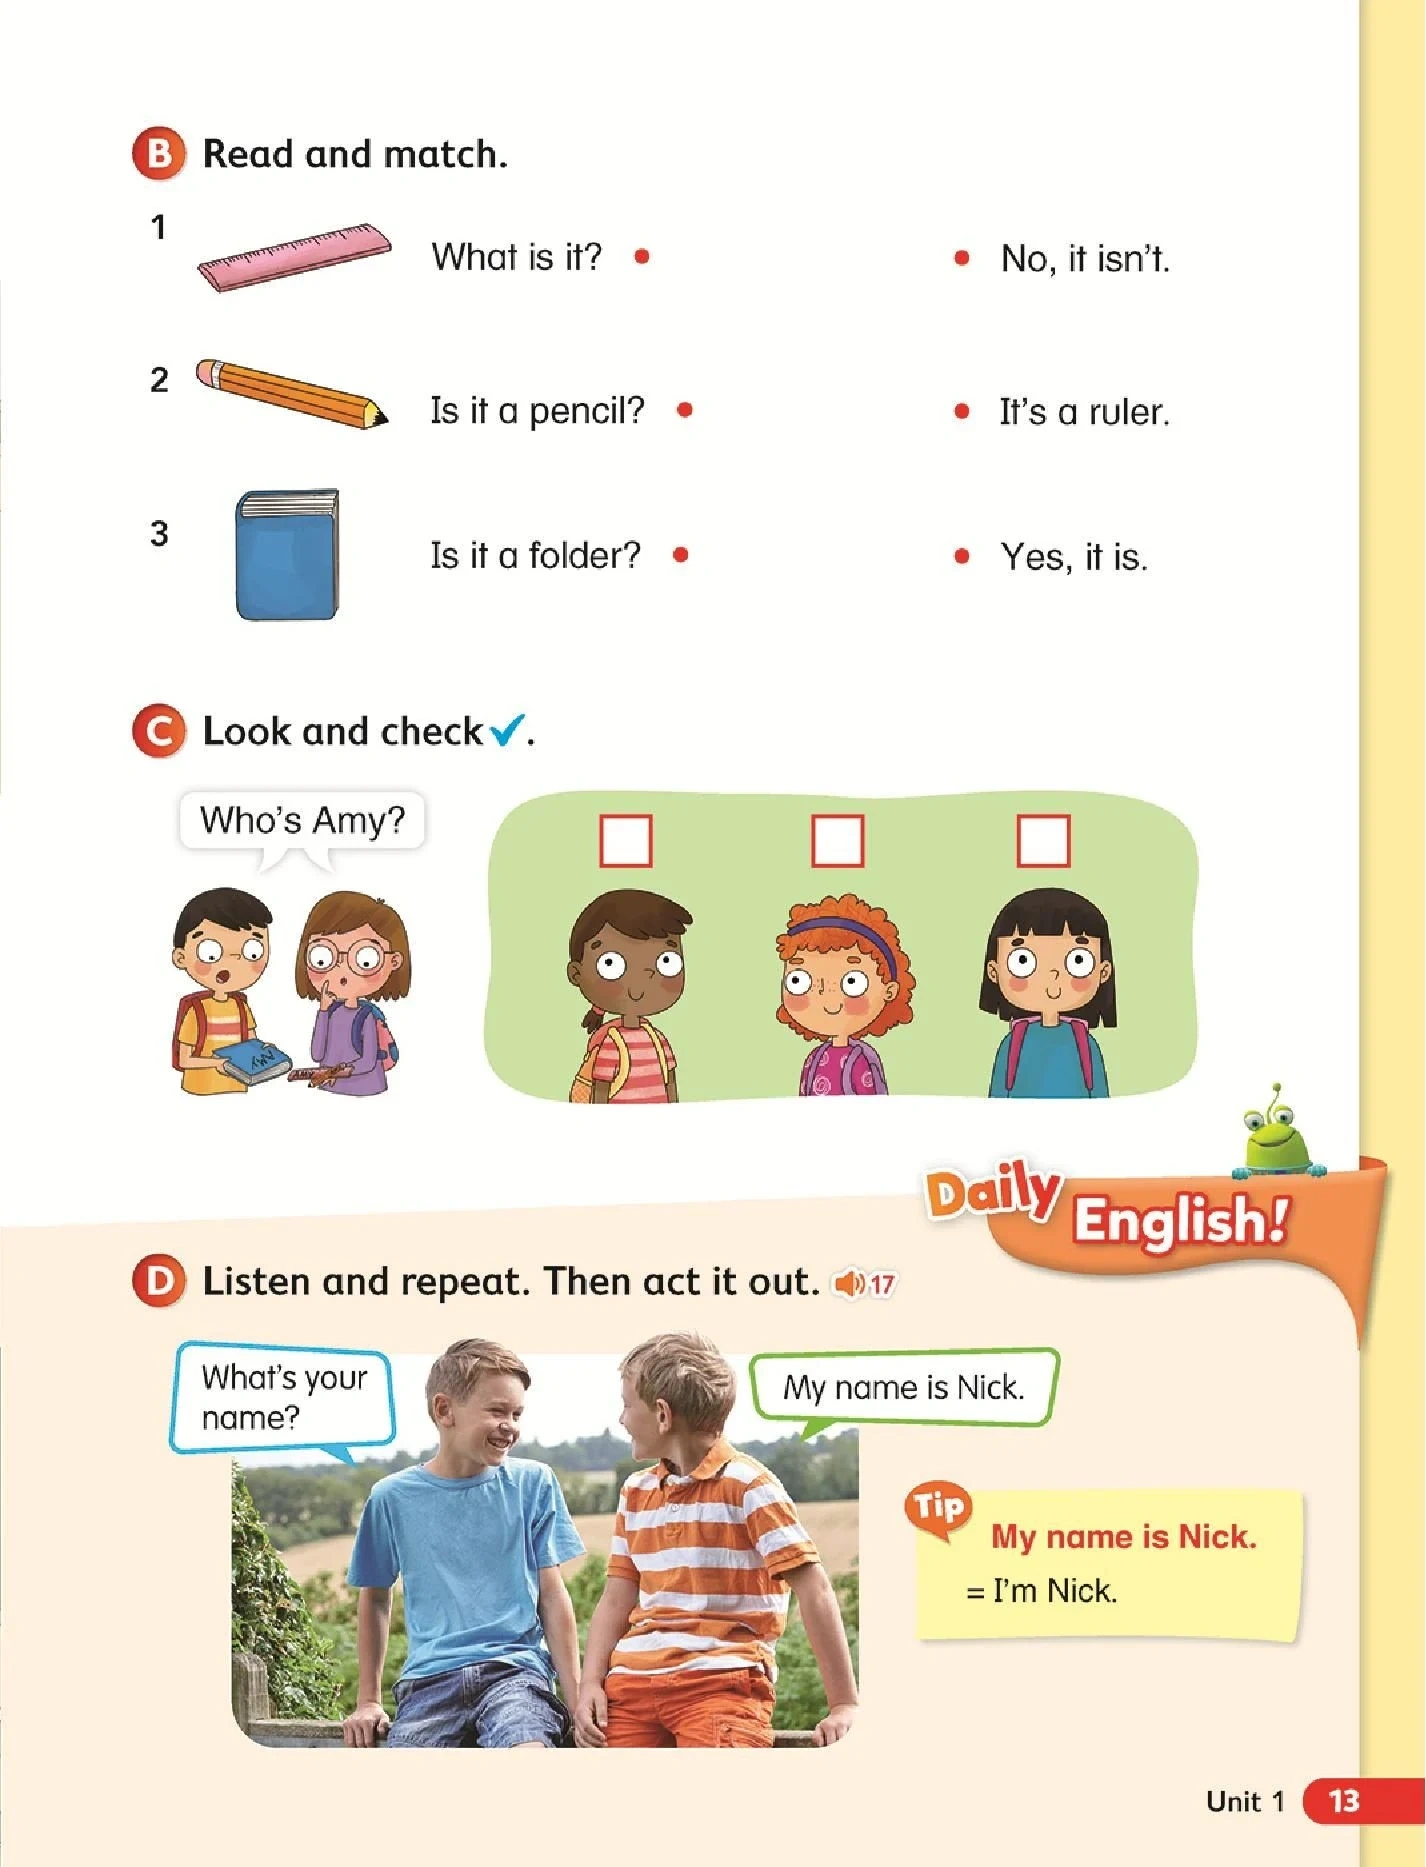 B Read and match.
1 What is it? • • No, it isn't.
2 Is it a pencil? • • It's a ruler.
3 Is it a folder? • • Yes, it is.
C Look and check ✓.
Who's Amy?
AMY
AMY
Daily English!
D Listen and repeat. Then act it out. 17
What's your
name?
My name is Nick.
Tip
My name is Nick.
= I'm Nick.
Unit 1 13